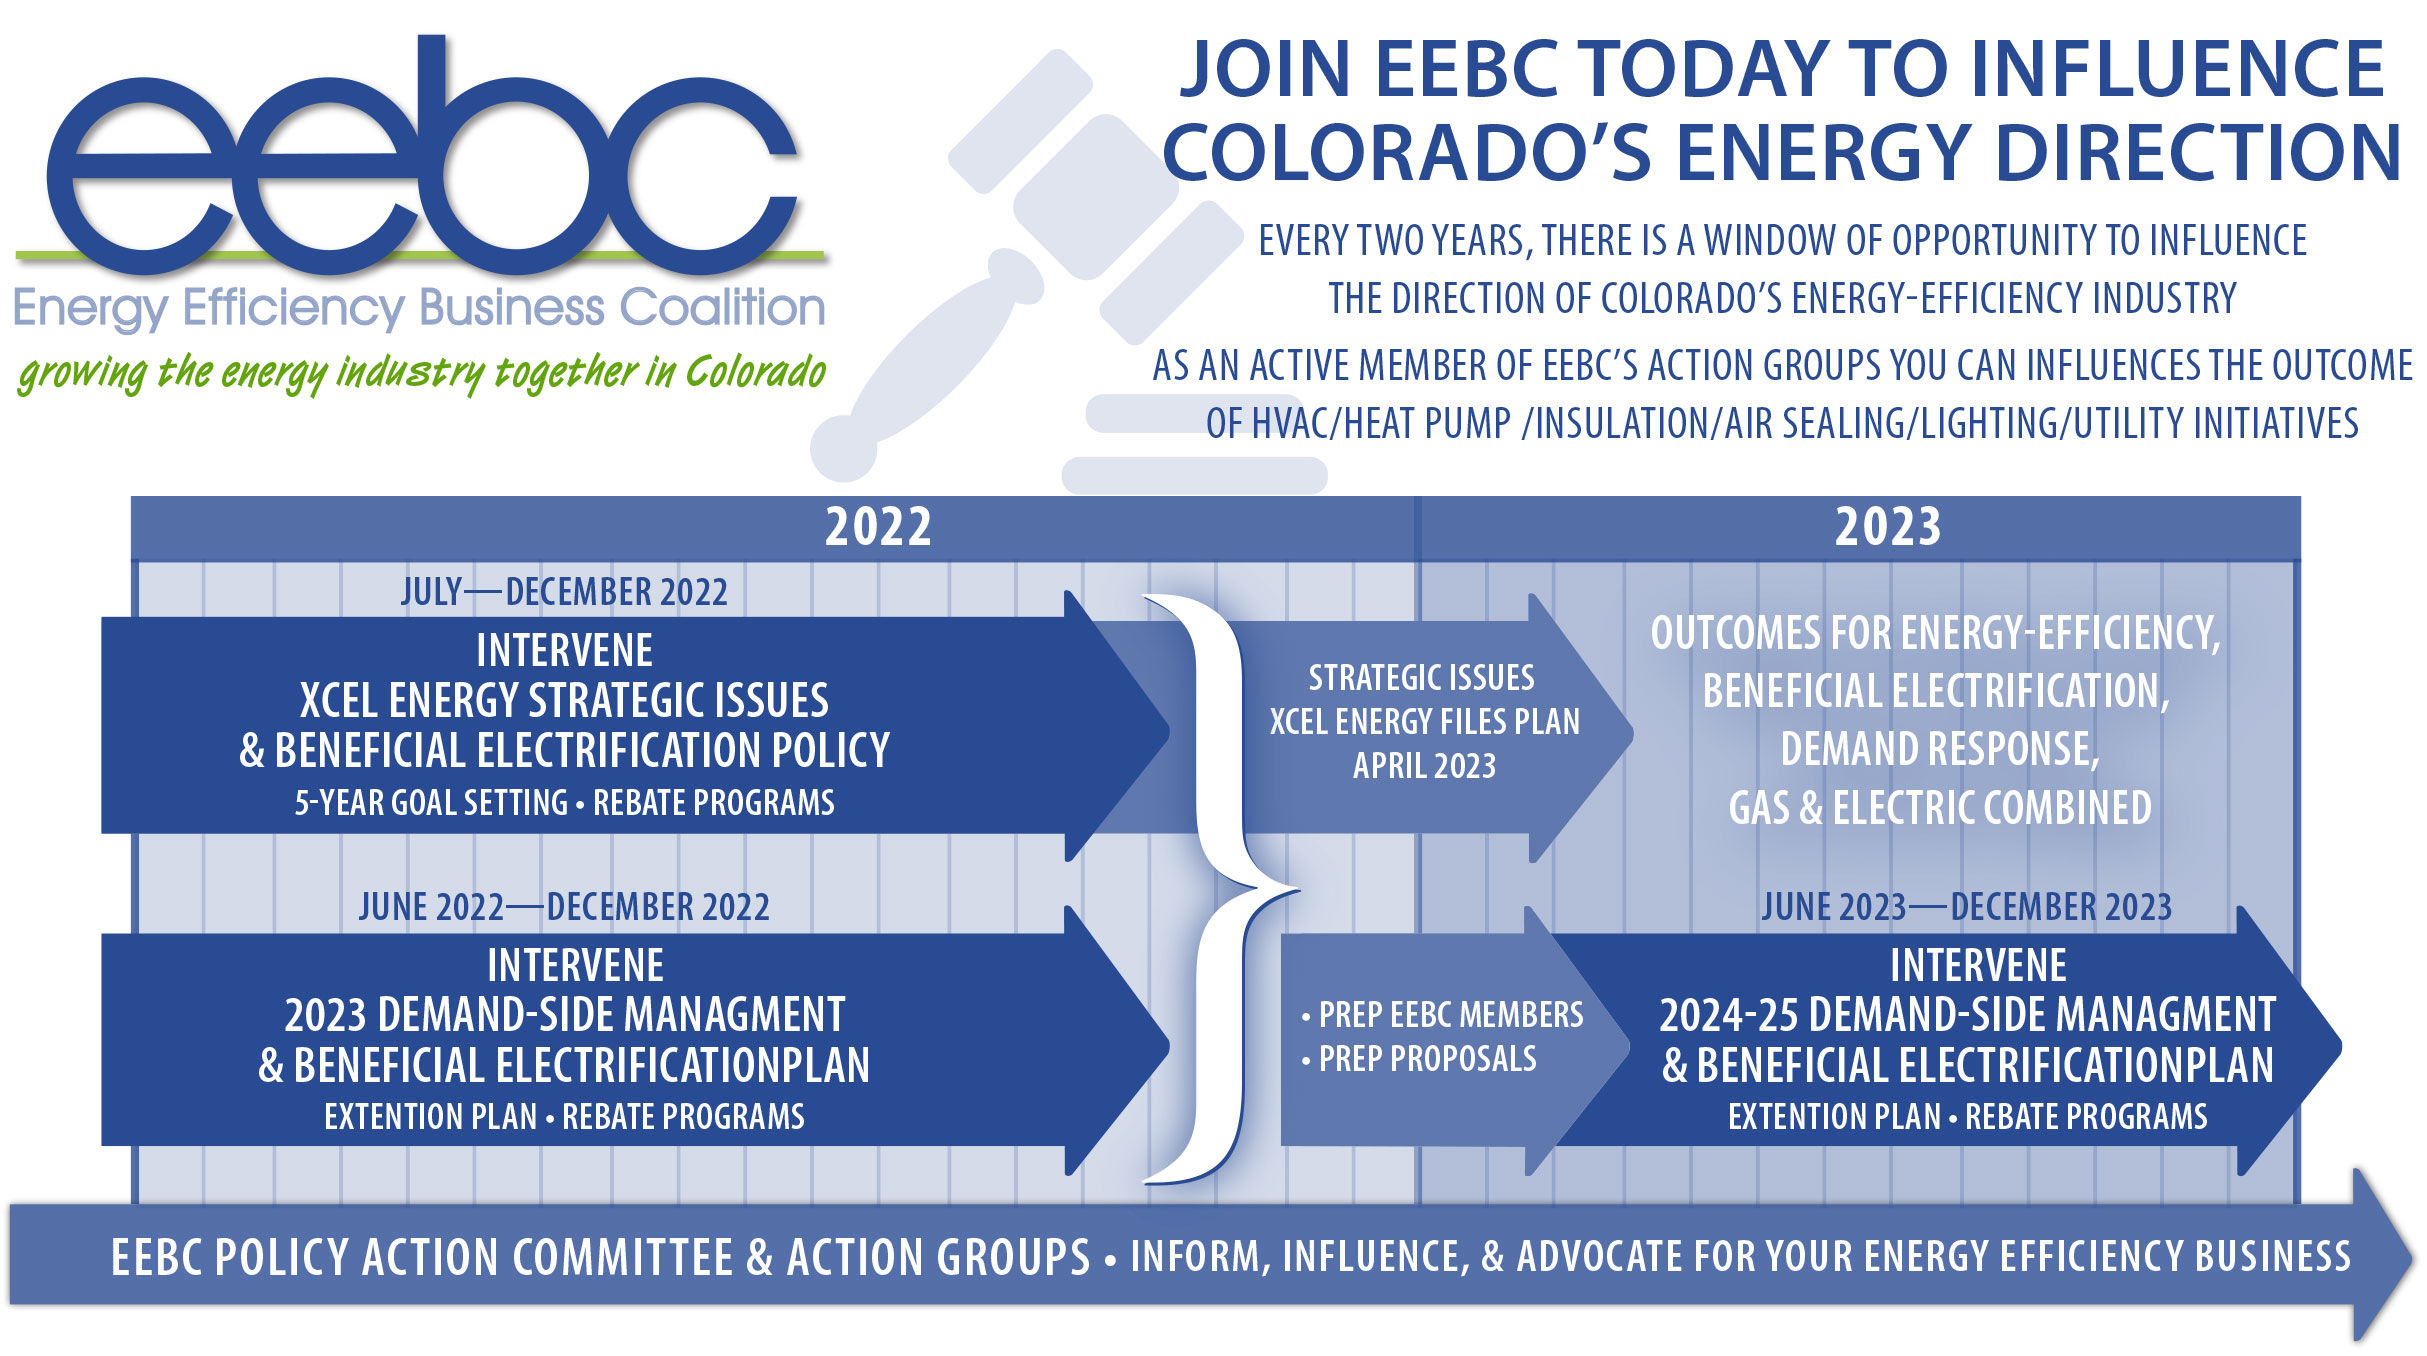 eebc
Energy Efficiency Business Coalition
growing the energy industry together in Colorado
JOIN EEBC TODAY TO INFLUENCE
COLORADO'S ENERGY DIRECTION
EVERY TWO YEARS, THERE IS A WINDOW OF OPPORTUNITY TO INFLUENCE
THE DIRECTION OF COLORADO'S ENERGY-EFFICIENCY INDUSTRY
AS AN ACTIVE MEMBER OF EEBC'S ACTION GROUPS YOU CAN INFLUENCES THE OUTCOME
OF HVAC/HEAT PUMP /INSULATION/AIR SEALING/LIGHTING/UTILITY INITIATIVES
2022
2023
JULY—DECEMBER 2022
INTERVENE
XCEL ENERGY STRATEGIC ISSUES
& BENEFICIAL ELECTRIFICATION POLICY
5-YEAR GOAL SETTING • REBATE PROGRAMS
STRATEGIC ISSUES
XCEL ENERGY FILES PLAN
APRIL 2023
OUTCOMES FOR ENERGY-EFFICIENCY,
BENEFICIAL ELECTRIFICATION,
DEMAND RESPONSE,
GAS & ELECTRIC COMBINED
JUNE 2022—DECEMBER 2022
INTERVENE
2023 DEMAND-SIDE MANAGMENT
& BENEFICIAL ELECTRIFICATIONPLAN
EXTENTION PLAN • REBATE PROGRAMS
• PREP EEBC MEMBERS
• PREP PROPOSALS
JUNE 2023—DECEMBER 2023
INTERVENE
2024-25 DEMAND-SIDE MANAGMENT
& BENEFICIAL ELECTRIFICATIONPLAN
EXTENTION PLAN • REBATE PROGRAMS
EEBC POLICY ACTION COMMITTEE & ACTION GROUPS • INFORM, INFLUENCE, & ADVOCATE FOR YOUR ENERGY EFFICIENCY BUSINESS